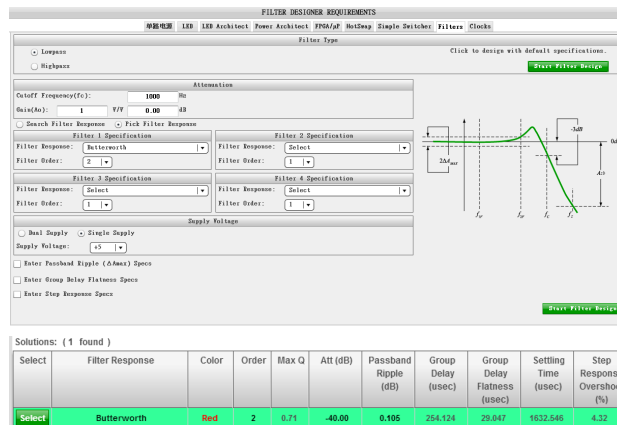 FILTER DESIGNER REQUIREMENTS
单路电源 LED LED Architect Power Architect FPGA/μP HotSwap Simple Switcher Filters Clocks
Filter Type
Lowpass
Click to design with default specifications.
Highpass
Start Filter Design
Attenuation
Cutoff Frequency(fc): 1000 Hz
Gain(Ao): 1 V/V 0.00 dB
Search Filter Response Pick Filter Response
Filter 1 Specification Filter 2 Specification
Filter Response: Butterworth Filter Response: Select
Filter Order: 2 Filter Order: 1
Filter 3 Specification Filter 4 Specification
Filter Response: Select Filter Response: Select
Filter Order: 1 Filter Order: 1
-3dB
0d
2ΔA
Asb
Supply Voltage
Dual Supply Single Supply
Supply Voltage: +5
Enter Passband Ripple (ΔAmax) Specs
Enter Group Delay Flatness Specs
Enter Step Response Specs
Start Filter Design
Solutions: ( 1 found )
Select Filter Response Color Order Max Q Att (dB) Passband Group Group Settling Step
Ripple Delay Delay Time Respons
(dB) (usec) Flatness (usec) Overshoo
(usec) (%)
Select Butterworth Red 2 0.71 -40.00 0.105 254.124 29.047 1632.546 4.32